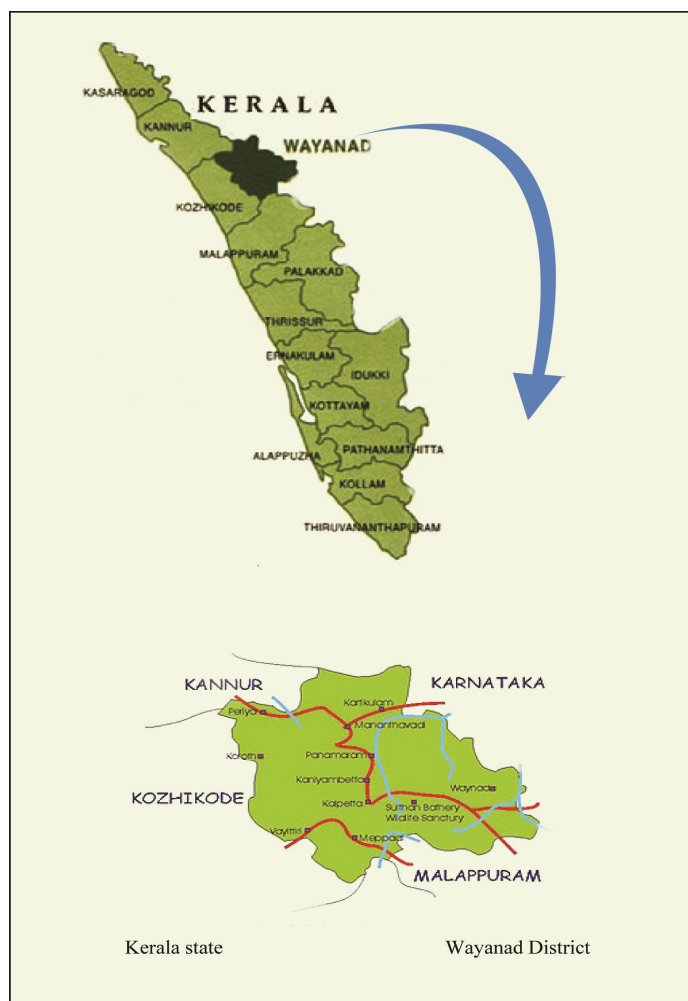 KERALA
KASARAGOD
KANNUR
WAYANAD
KOZHIKODE
MALAPPURAM
PALAKKAD
THRISSUR
ERNAKULAM
IDUKKI
KOTTAYAM
ALAPPUZHA
PATHANAMTHITTA
KOLLAM
THIRUVANANTHAPURAM
KANNUR
KARNATAKA
Periya
Kartikulam
Mananthavadi
Koroth
Panamaram
Kaniyambetta
KOZHIKODE
Waynad
Kalpetta
Sulthan Bathery
Wildlife Sanctury
Vayittiri
Meppadi
MALAPPURAM
Kerala state
Wayanad District